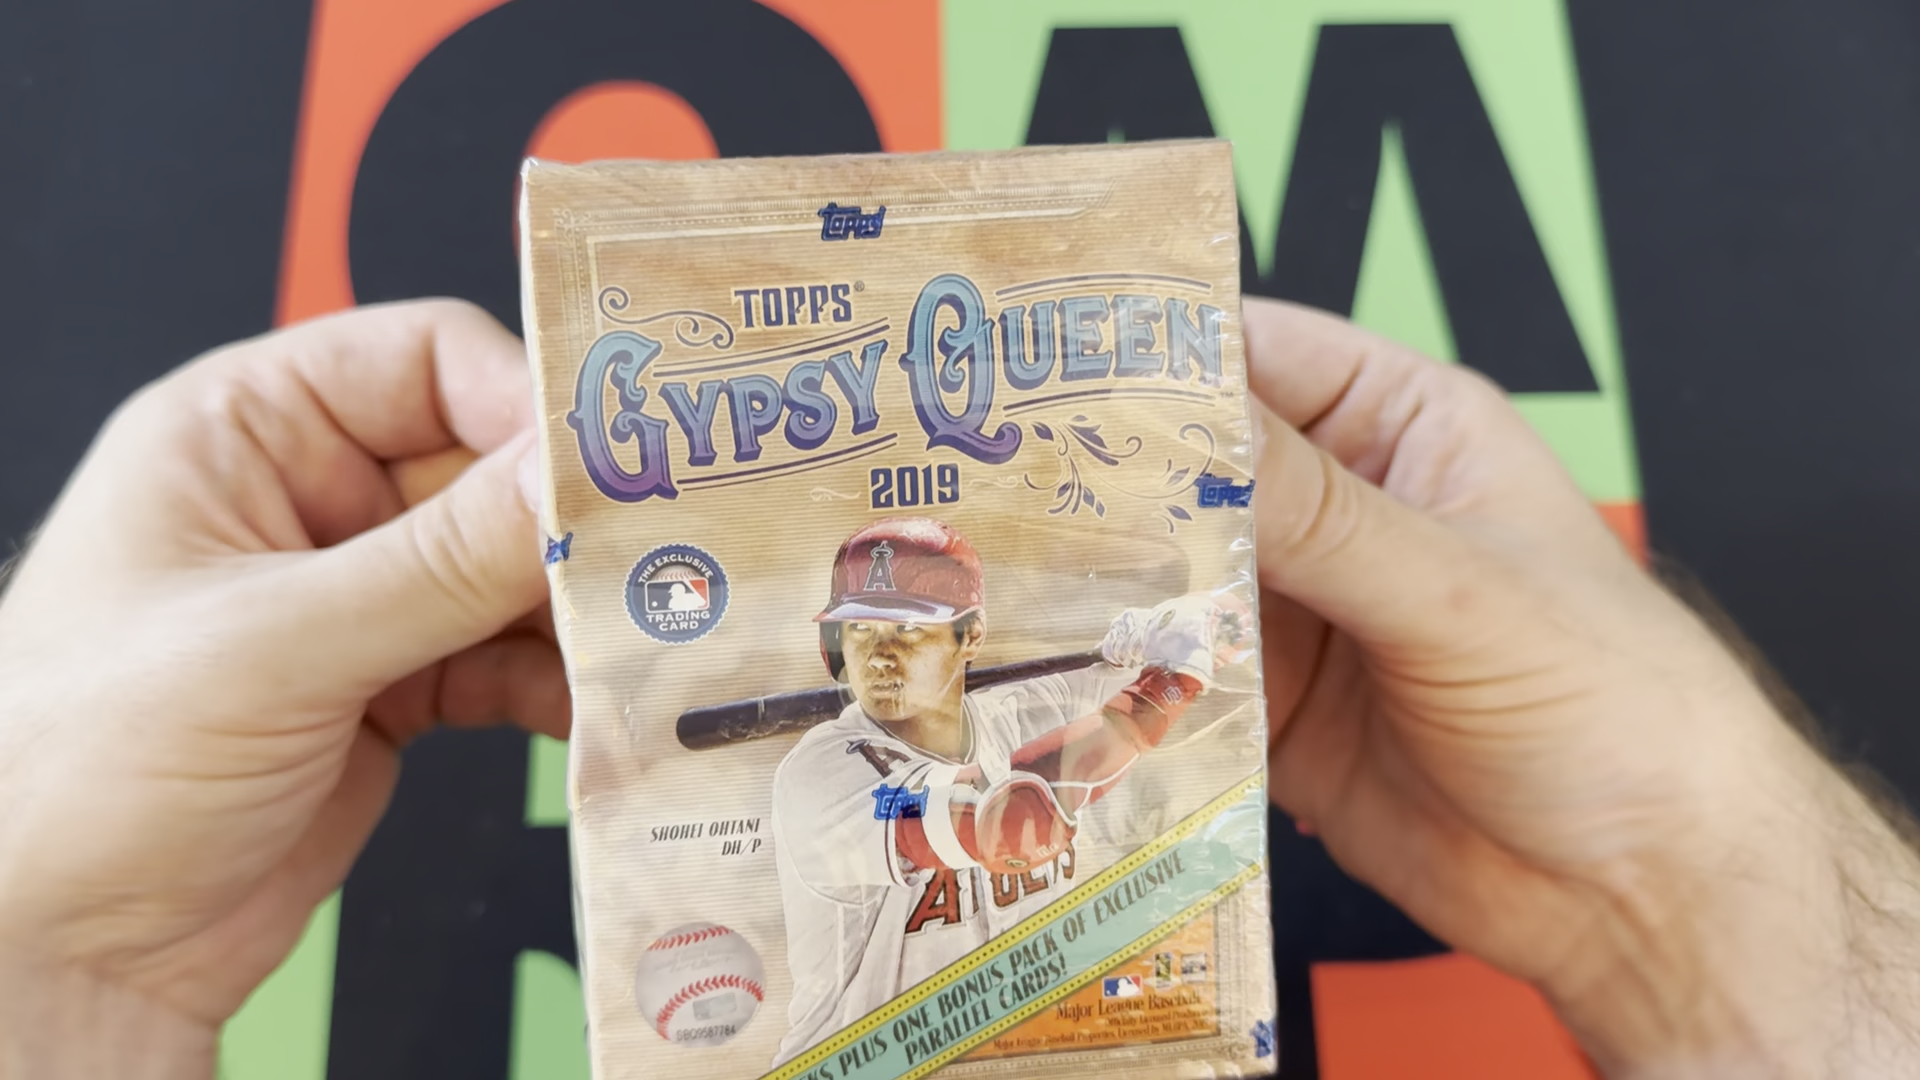 Topps
TOPPS®
GYPSY QUEEN
2019
Topps
THE EXCLUSIVE
TRADING
CARD
A
SHOHEI OHTANI
DH/P
Topps
PLUS ONE BONUS PACK OF EXCLUSIVE
PARALLEL CARDS!
Major League Baseball